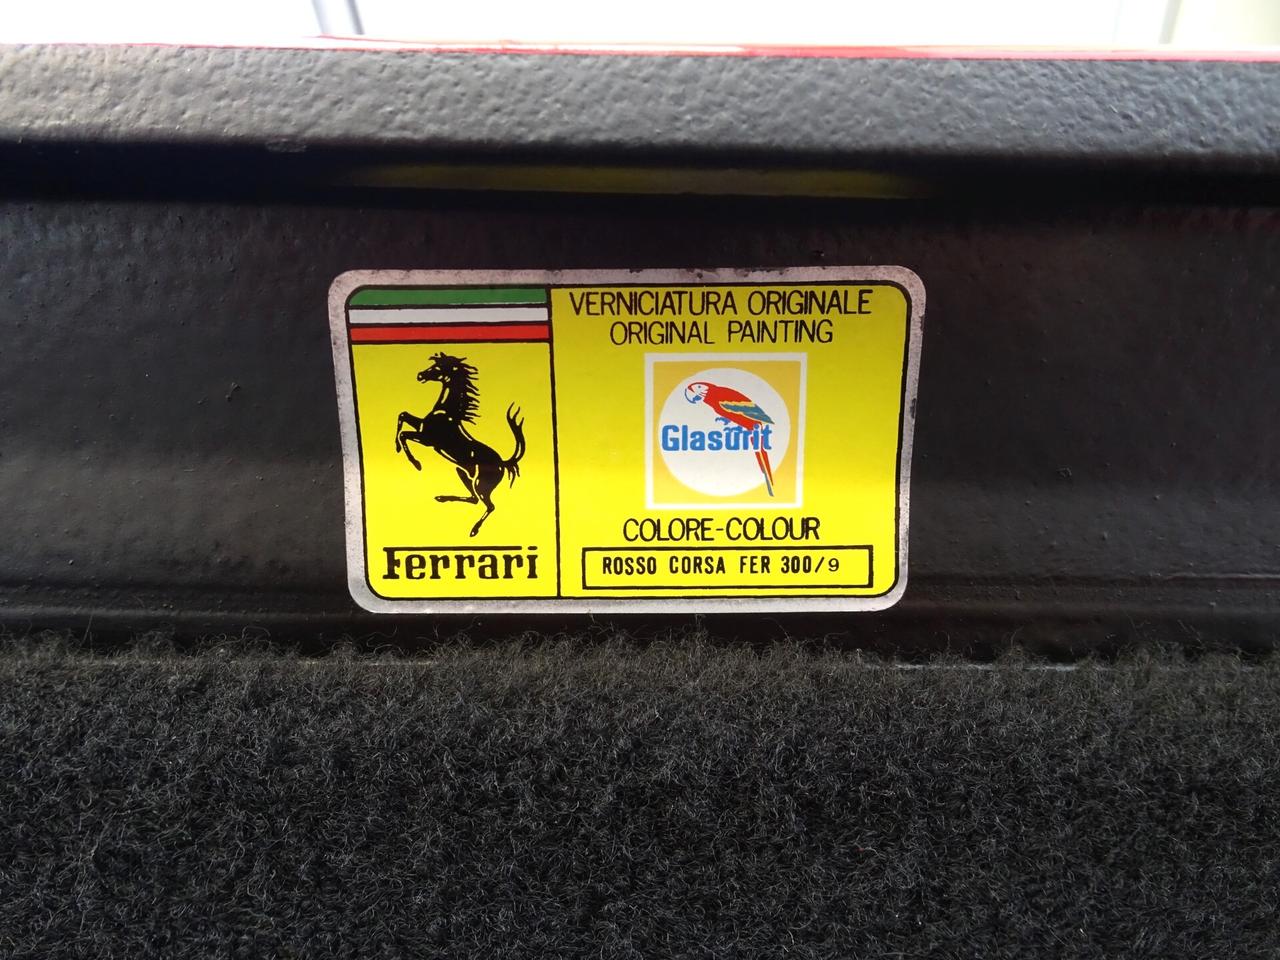 VERNICIATURA ORIGINALE
ORIGINAL PAINTING
Glasurit
COLORE-COLOUR
ROSSO CORSA FER 300/9
Ferrari